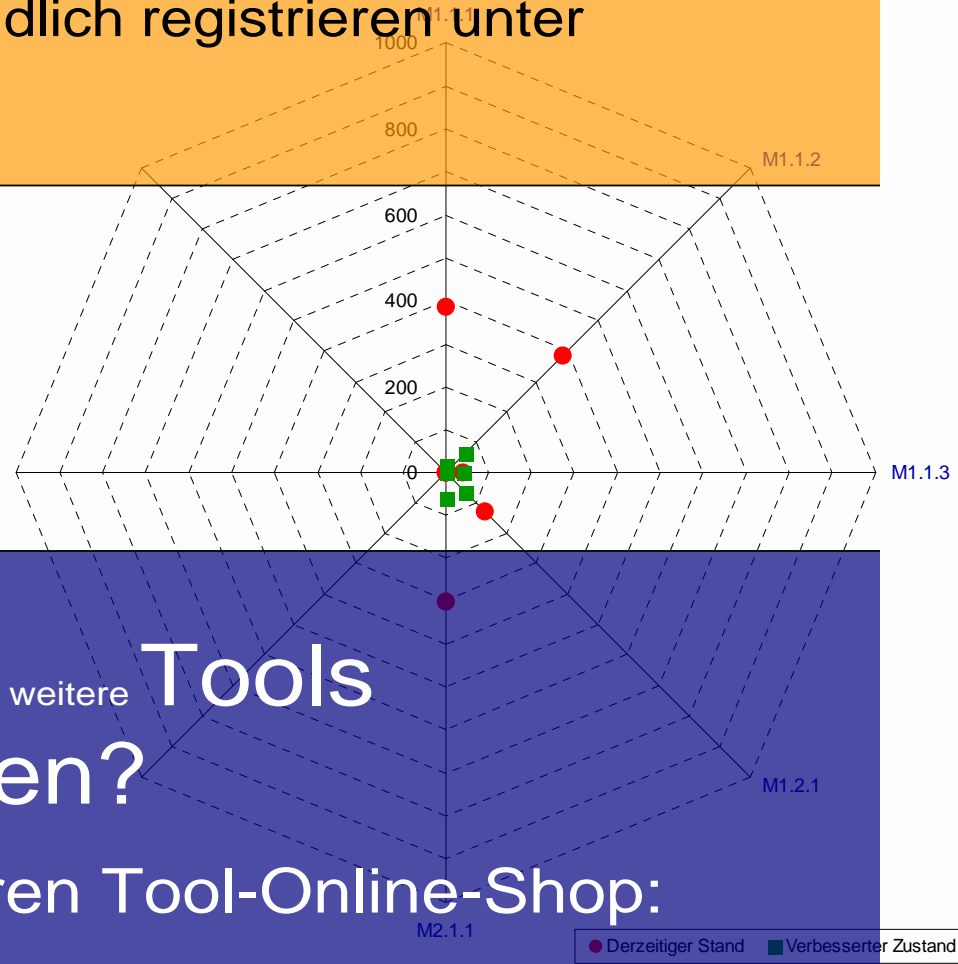 dlich registrieren unter
M1.1.1
1000
800
M1.1.2
600
400
200
0
M1.1.3
weitere Tools
en?
M1.2.1
ren Tool-Online-Shop:
M2.1.1
Derzeitiger Stand Verbesserter Zustand